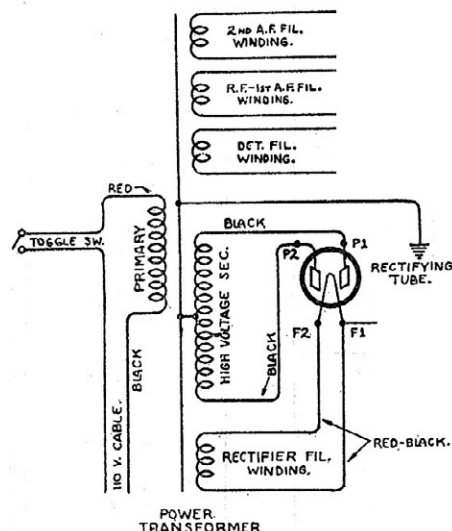 2ND A.F. FIL.
WINDING.
R.F.-1ST A.F. FIL.
WINDING.
DET. FIL.
WINDING.
RED
TOGGLE SW.
PRIMARY
BLACK
110 V. CABLE.
BLACK
HIGH VOLTAGE SEC.
BLACK
P2
P1
RECTIFYING
TUBE.
F2
F1
RED-BLACK.
RECTIFIER FIL.
WINDING.
POWER
TRANSFORMER